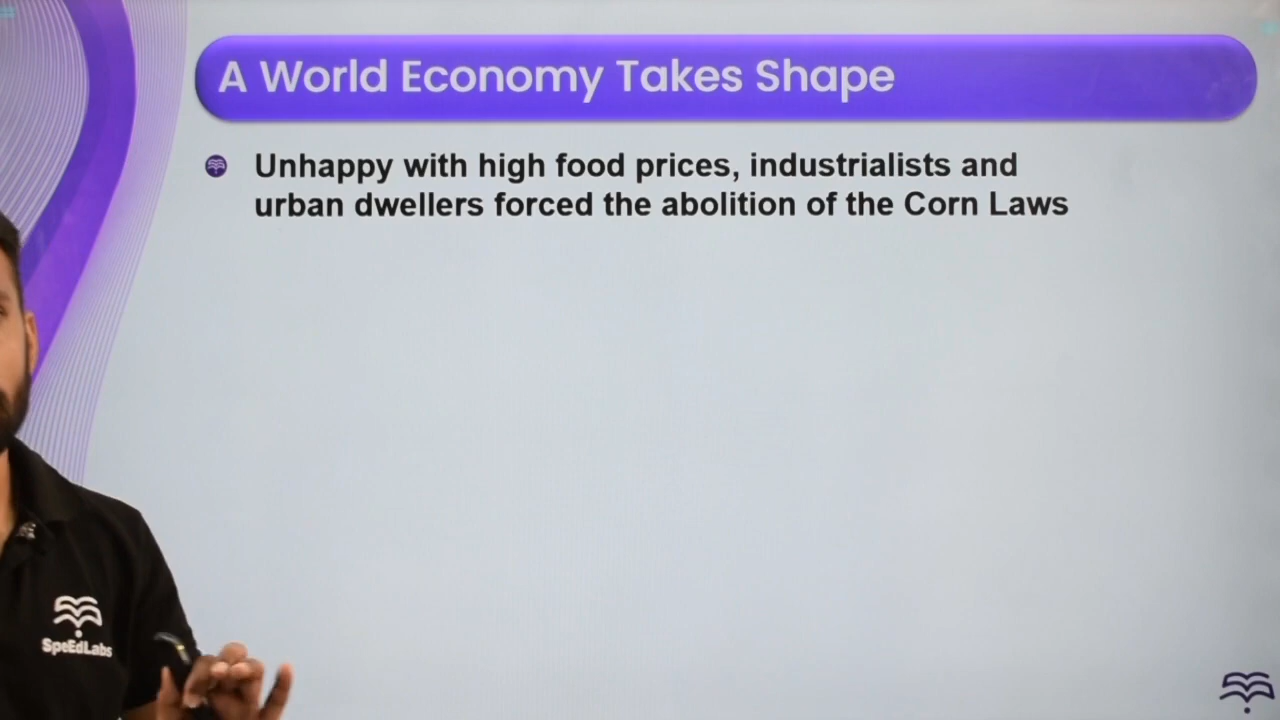 A World Economy Takes Shape
Unhappy with high food prices, industrialists and
urban dwellers forced the abolition of the Corn Laws
SpeEdLabs